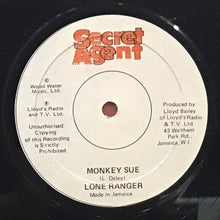 Secret
Agent
℗ Wood Water
Music, Ltd.
Lloyd's Radio
and T.V. Ltd.
Unauthorised
Copying of
this Recording
is Strictly
Prohibited.
Produced by
Lloyd Bailey
of Lloyd's Radio
& T.V. Ltd.
43 Waltham
Park Rd.,
Jamaica, W.I.
MONKEY SUE
(L. Daley)
LONE RANGER
Made in Jamaica